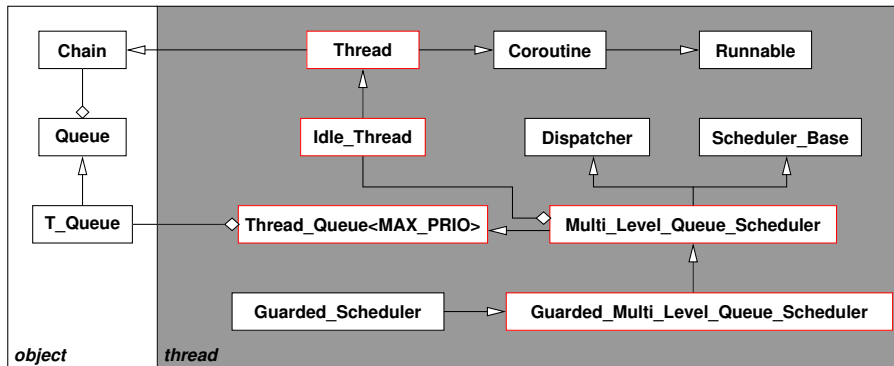 Chain
Thread
Coroutine
Runnable
Queue
Idle_Thread
Dispatcher
Scheduler_Base
T_Queue
Thread_Queue<MAX_PRIO>
Multi_Level_Queue_Scheduler
Guarded_Scheduler
Guarded_Multi_Level_Queue_Scheduler
object
thread